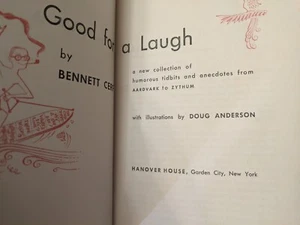 Good for a Laugh
by
BENNETT CER
a new collection of
humorous tidbits and anecdotes from
AARDVARK to ZYTHUM
with illustrations by DOUG ANDERSON
HANOVER HOUSE, Garden City, New York